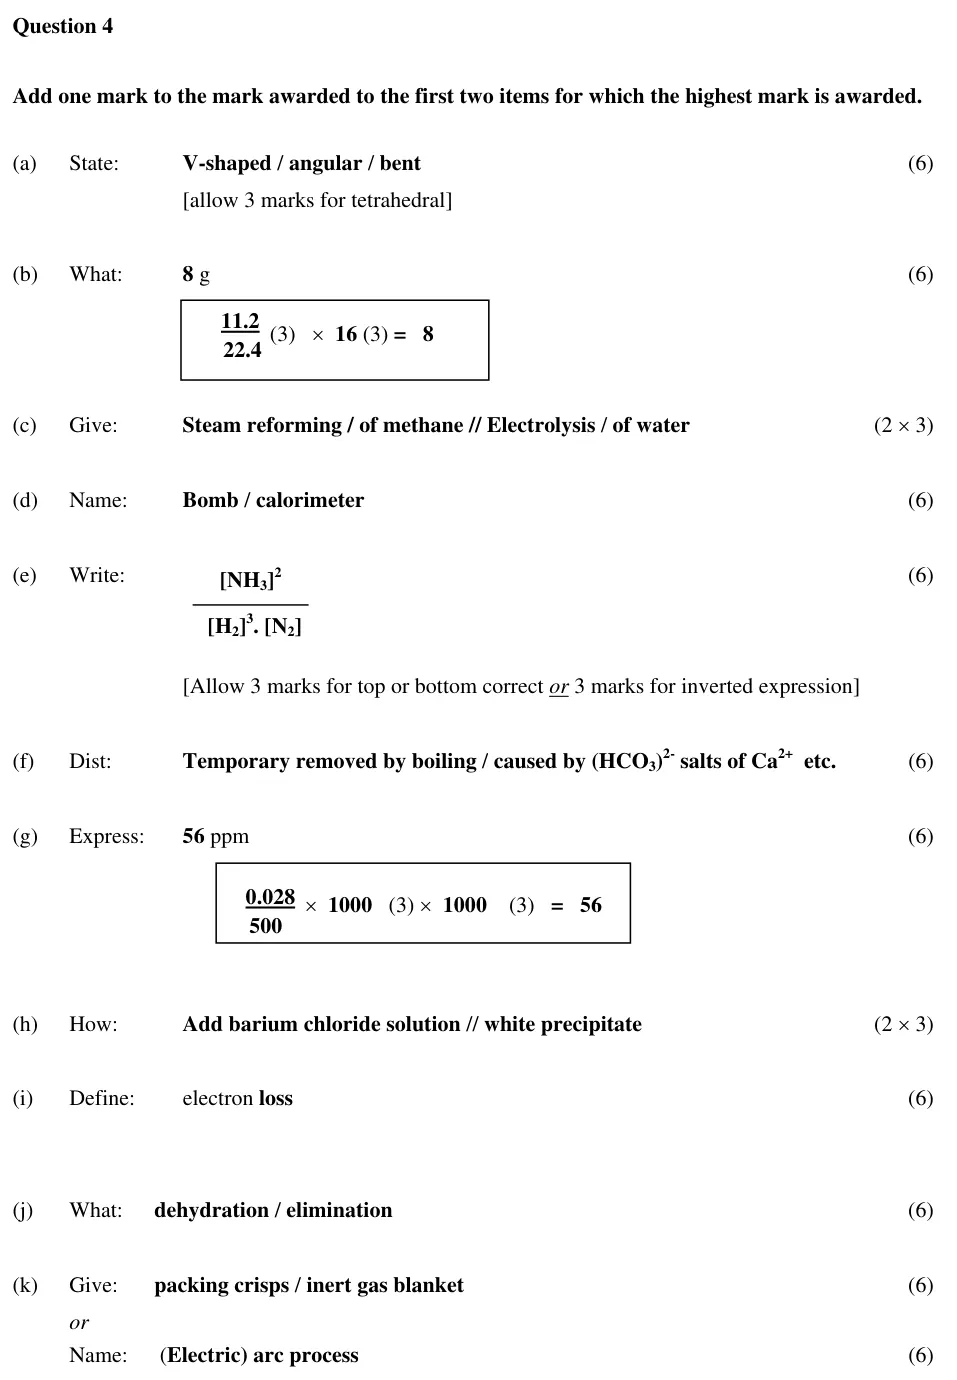 Question 4
Add one mark to the mark awarded to the first two items for which the highest mark is awarded.
(a) State: V-shaped / angular / bent (6)
[allow 3 marks for tetrahedral]
(b) What: 8 g (6)
11.2
(3) × 16 (3) = 8
22.4
(c) Give: Steam reforming / of methane // Electrolysis / of water (2 × 3)
(d) Name: Bomb / calorimeter (6)
(e) Write: [NH₃]² (6)
[H₂]³. [N₂]
[Allow 3 marks for top or bottom correct or 3 marks for inverted expression]
(f) Dist: Temporary removed by boiling / caused by (HCO₃)²⁻ salts of Ca²⁺ etc. (6)
(g) Express: 56 ppm (6)
0.028
× 1000 (3) × 1000 (3) = 56
500
(h) How: Add barium chloride solution // white precipitate (2 × 3)
(i) Define: electron loss (6)
(j) What: dehydration / elimination (6)
(k) Give: packing crisps / inert gas blanket (6)
or
Name: (Electric) arc process (6)